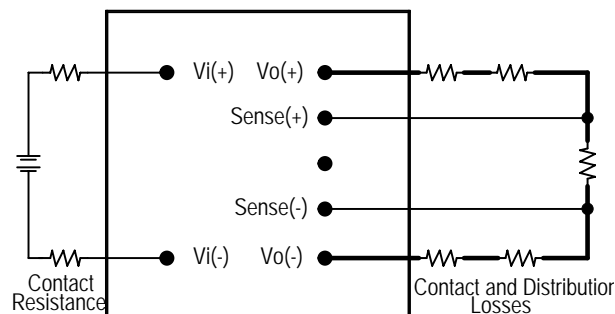 Vi(+) Vo(+)
Sense(+)
Sense(-)
Vi(-) Vo(-)
Contact
Resistance
Contact and Distribution
Losses